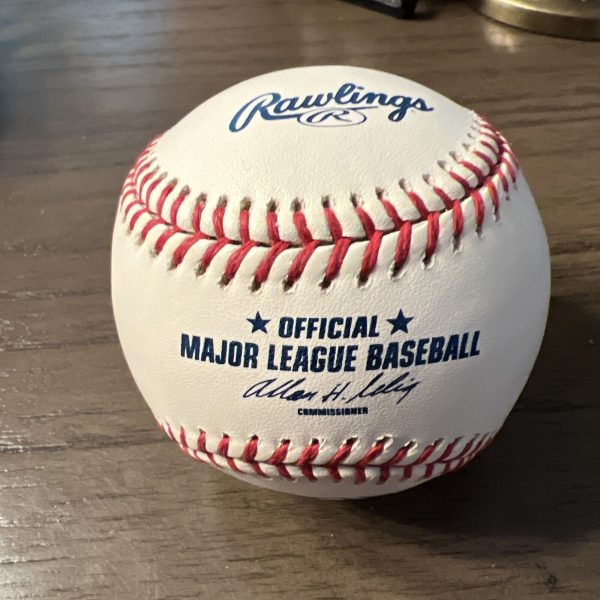 Rawlings
R
★ OFFICIAL ★
MAJOR LEAGUE BASEBALL
Allan H. Selig
COMMISSIONER